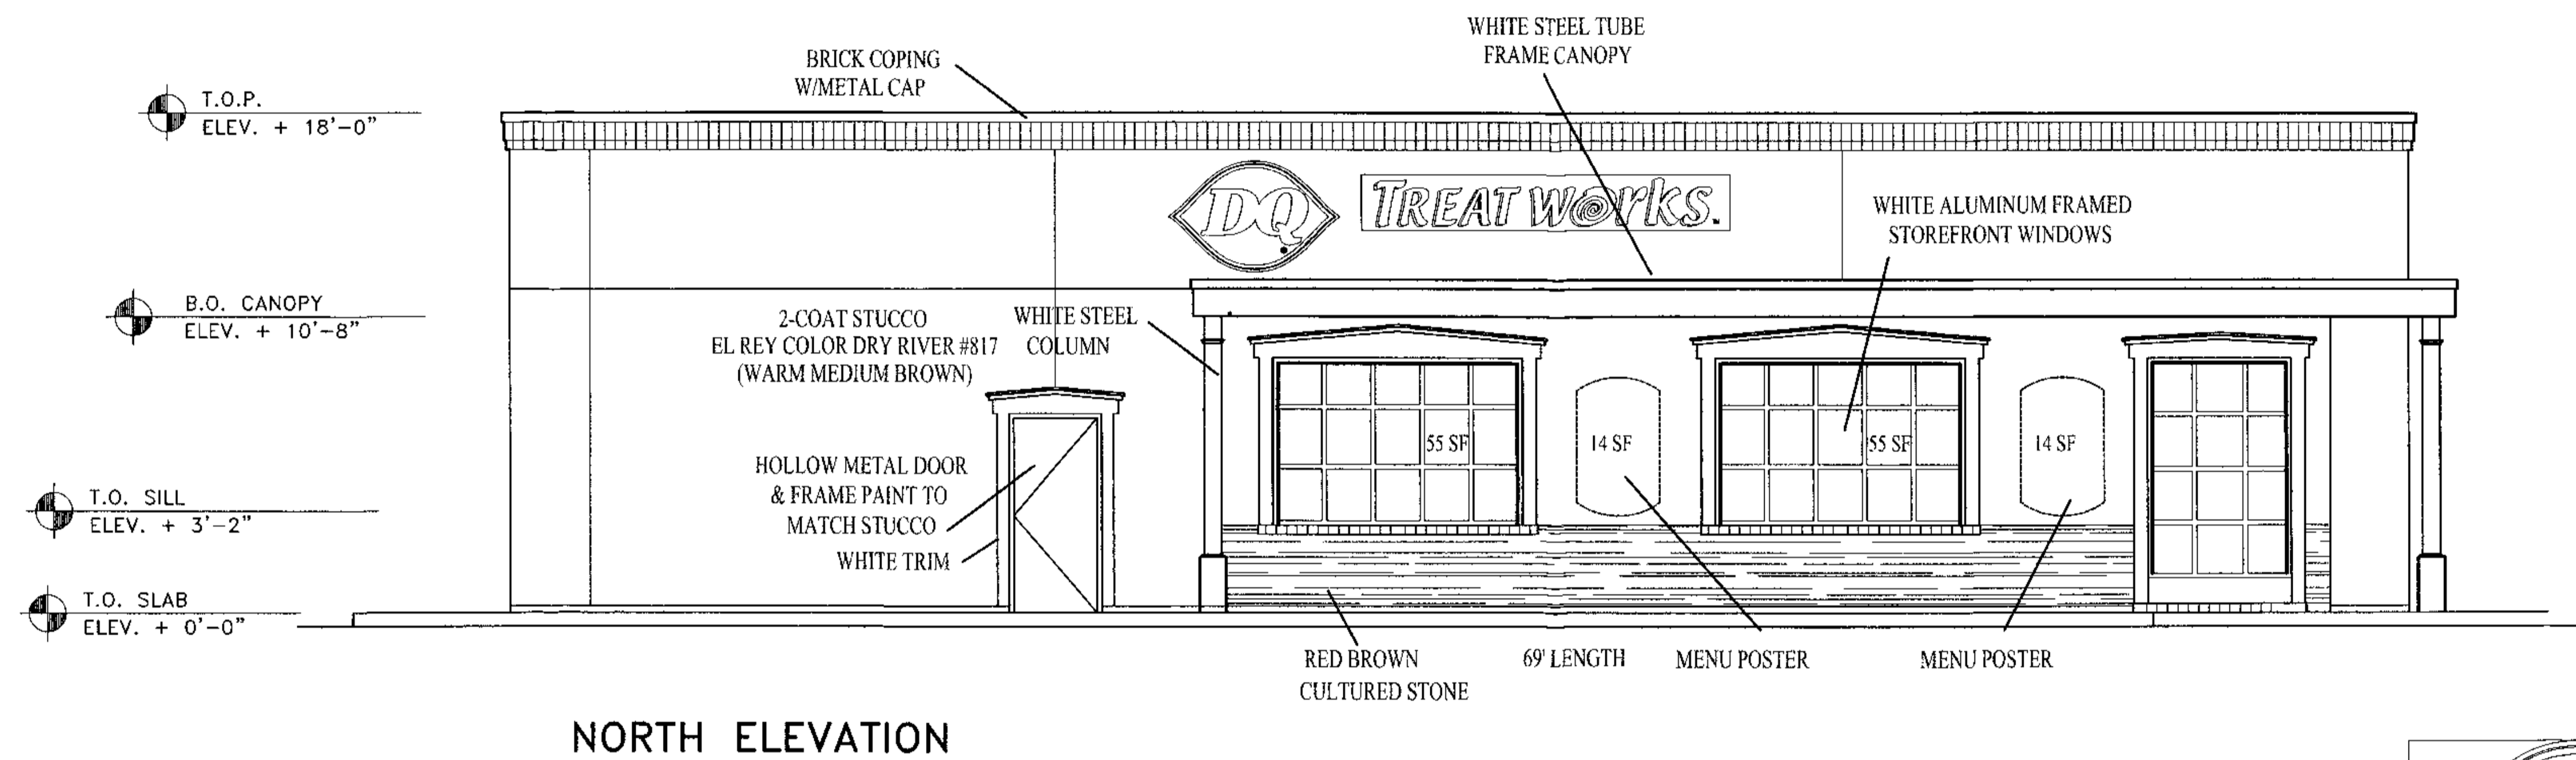 WHITE STEEL TUBE
FRAME CANOPY
BRICK COPING
W/METAL CAP
T.O.P.
ELEV. + 18'-0"
DQ
TREAT WORKS.
WHITE ALUMINUM FRAMED
STOREFRONT WINDOWS
B.O. CANOPY
ELEV. + 10'-8"
2-COAT STUCCO
EL REY COLOR DRY RIVER #817
(WARM MEDIUM BROWN)
WHITE STEEL
COLUMN
55 SF
14 SF
55 SF
14 SF
HOLLOW METAL DOOR
& FRAME PAINT TO
MATCH STUCCO
WHITE TRIM
T.O. SILL
ELEV. + 3'-2"
T.O. SLAB
ELEV. + 0'-0"
RED BROWN
CULTURED STONE
69' LENGTH
MENU POSTER
MENU POSTER
NORTH ELEVATION